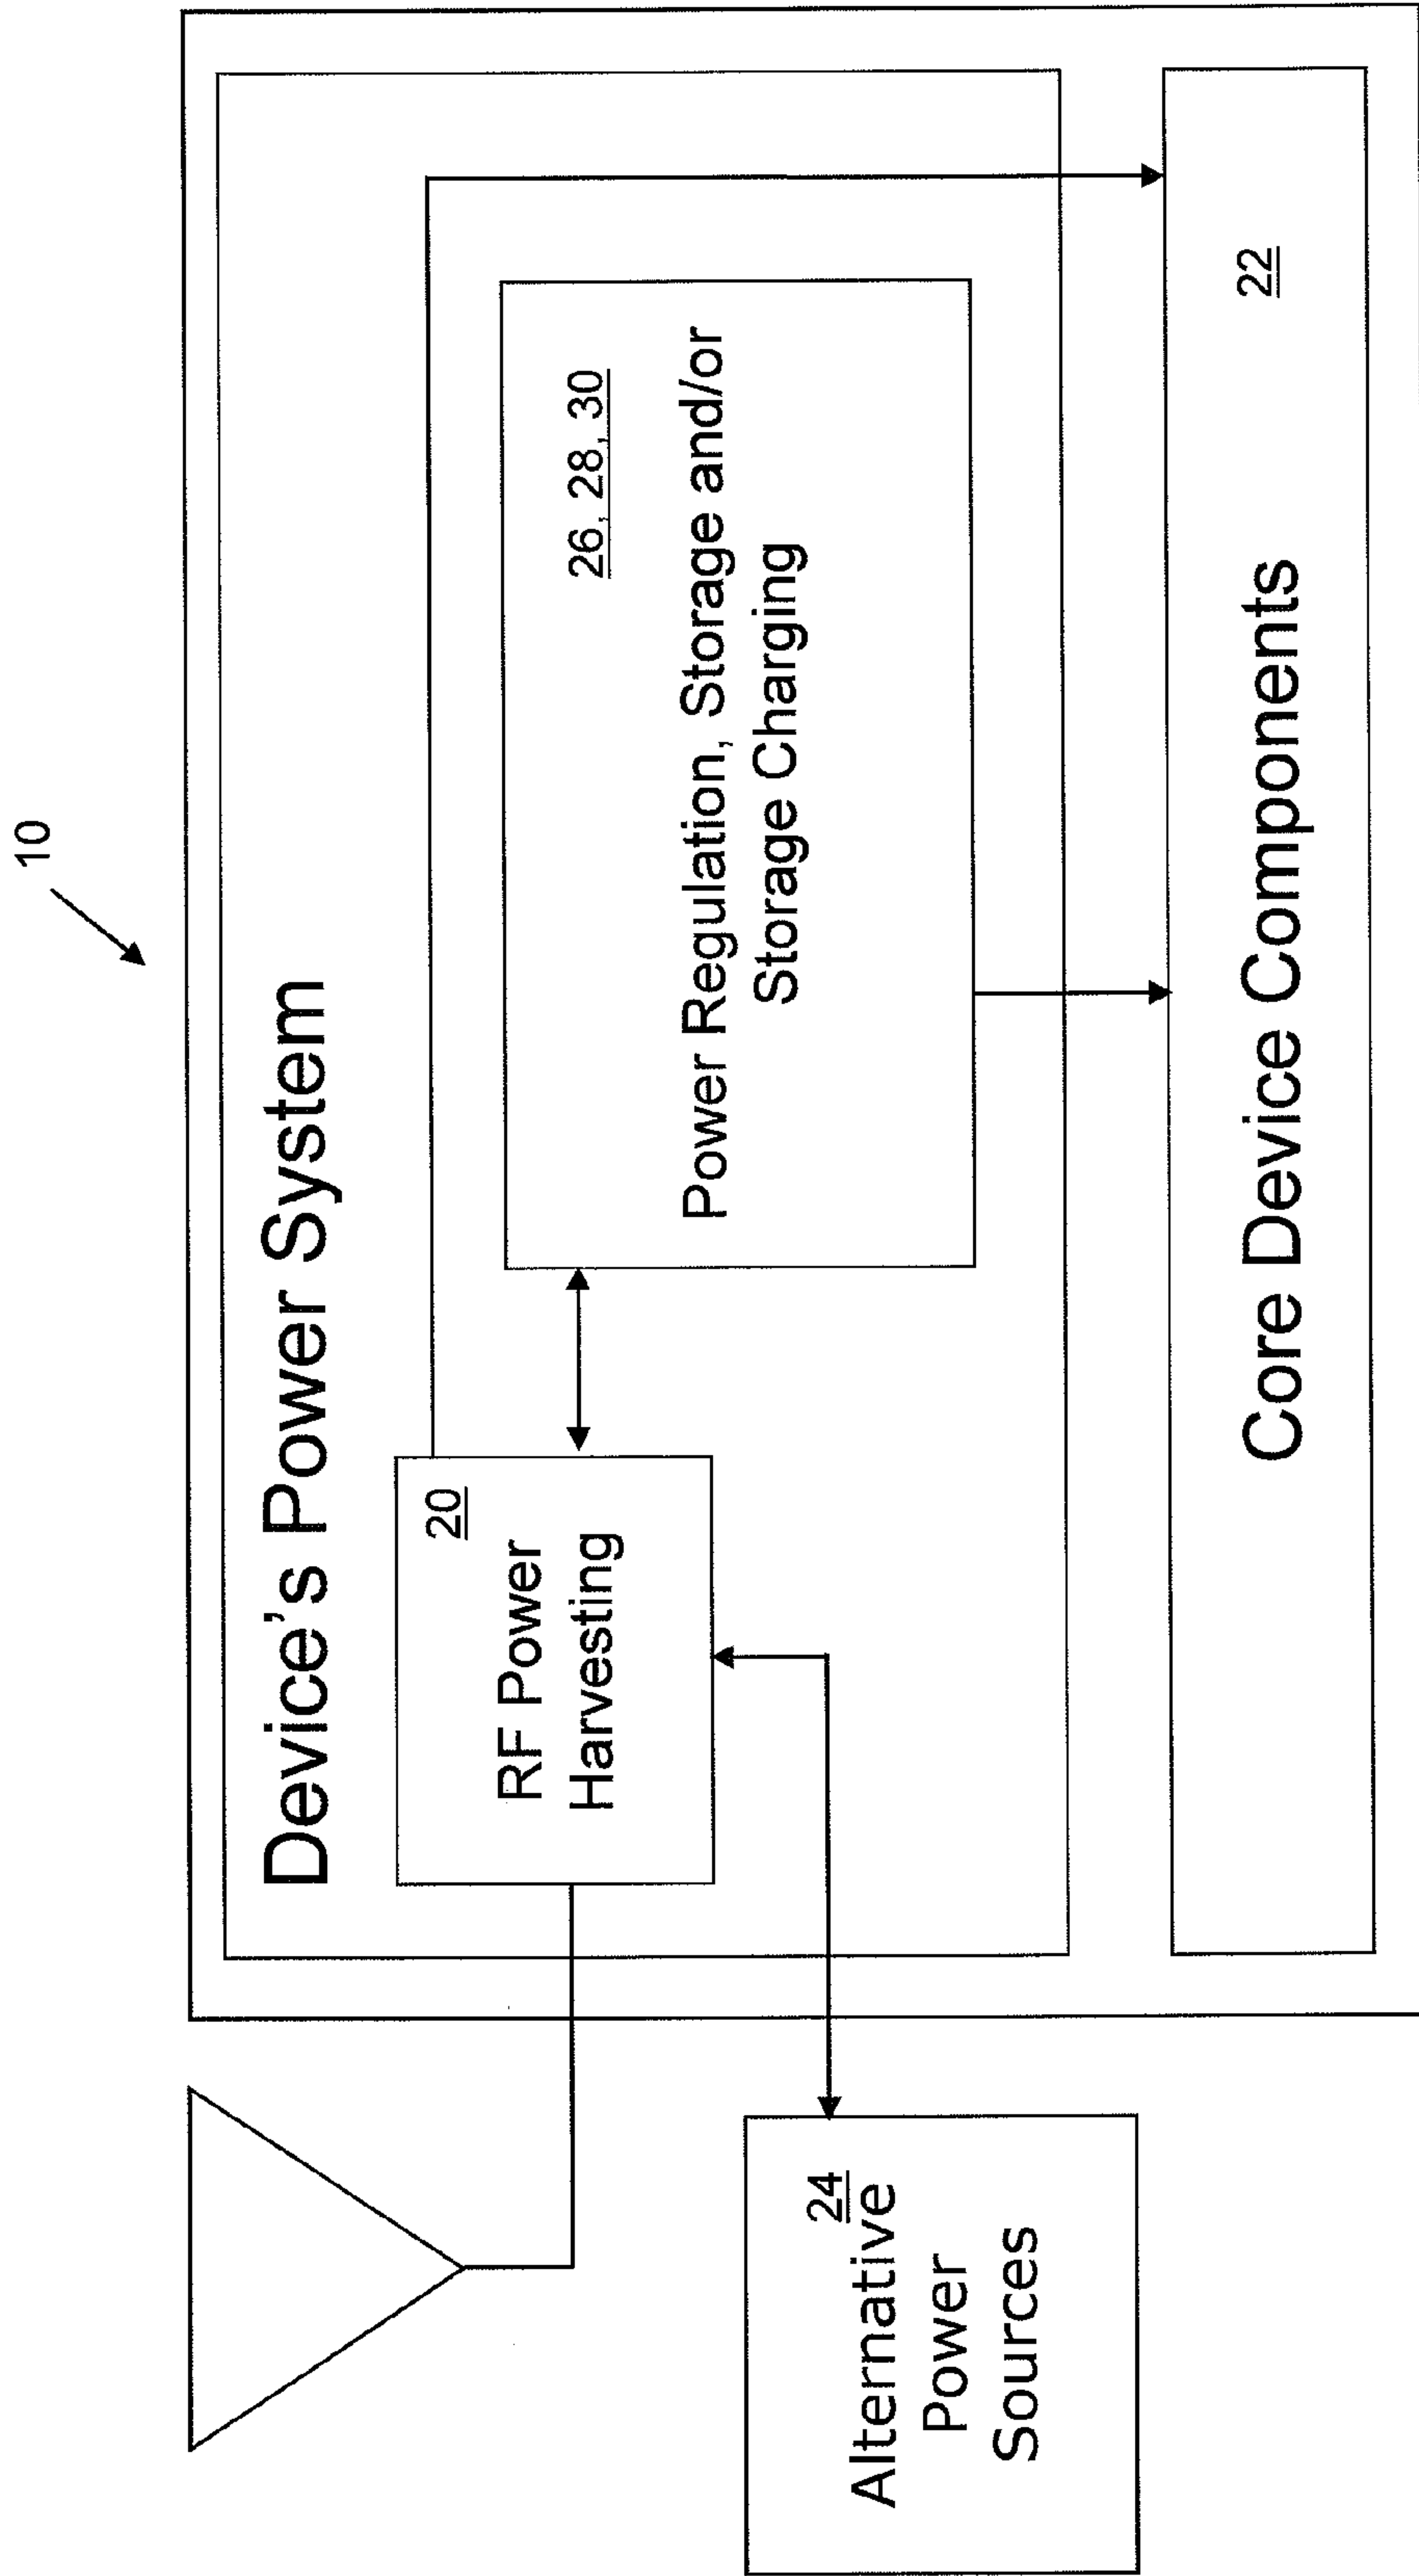 10
Device's Power System
20
RF Power
Harvesting
26, 28, 30
Power Regulation, Storage and/or
Storage Charging
24
Alternative
Power
Sources
22
Core Device Components